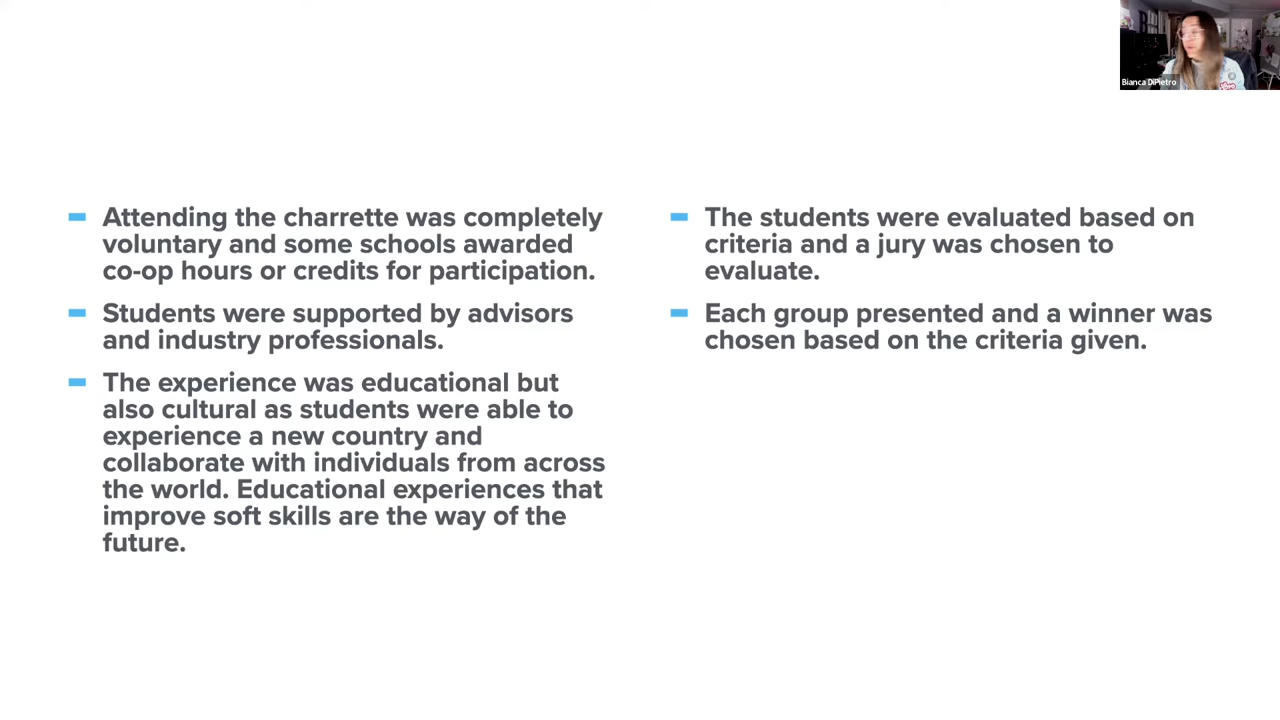 Bianca DiPietro
Attending the charrette was completely
voluntary and some schools awarded
co-op hours or credits for participation.
Students were supported by advisors
and industry professionals.
The experience was educational but
also cultural as students were able to
experience a new country and
collaborate with individuals from across
the world. Educational experiences that
improve soft skills are the way of the
future.
The students were evaluated based on
criteria and a jury was chosen to
evaluate.
Each group presented and a winner was
chosen based on the criteria given.